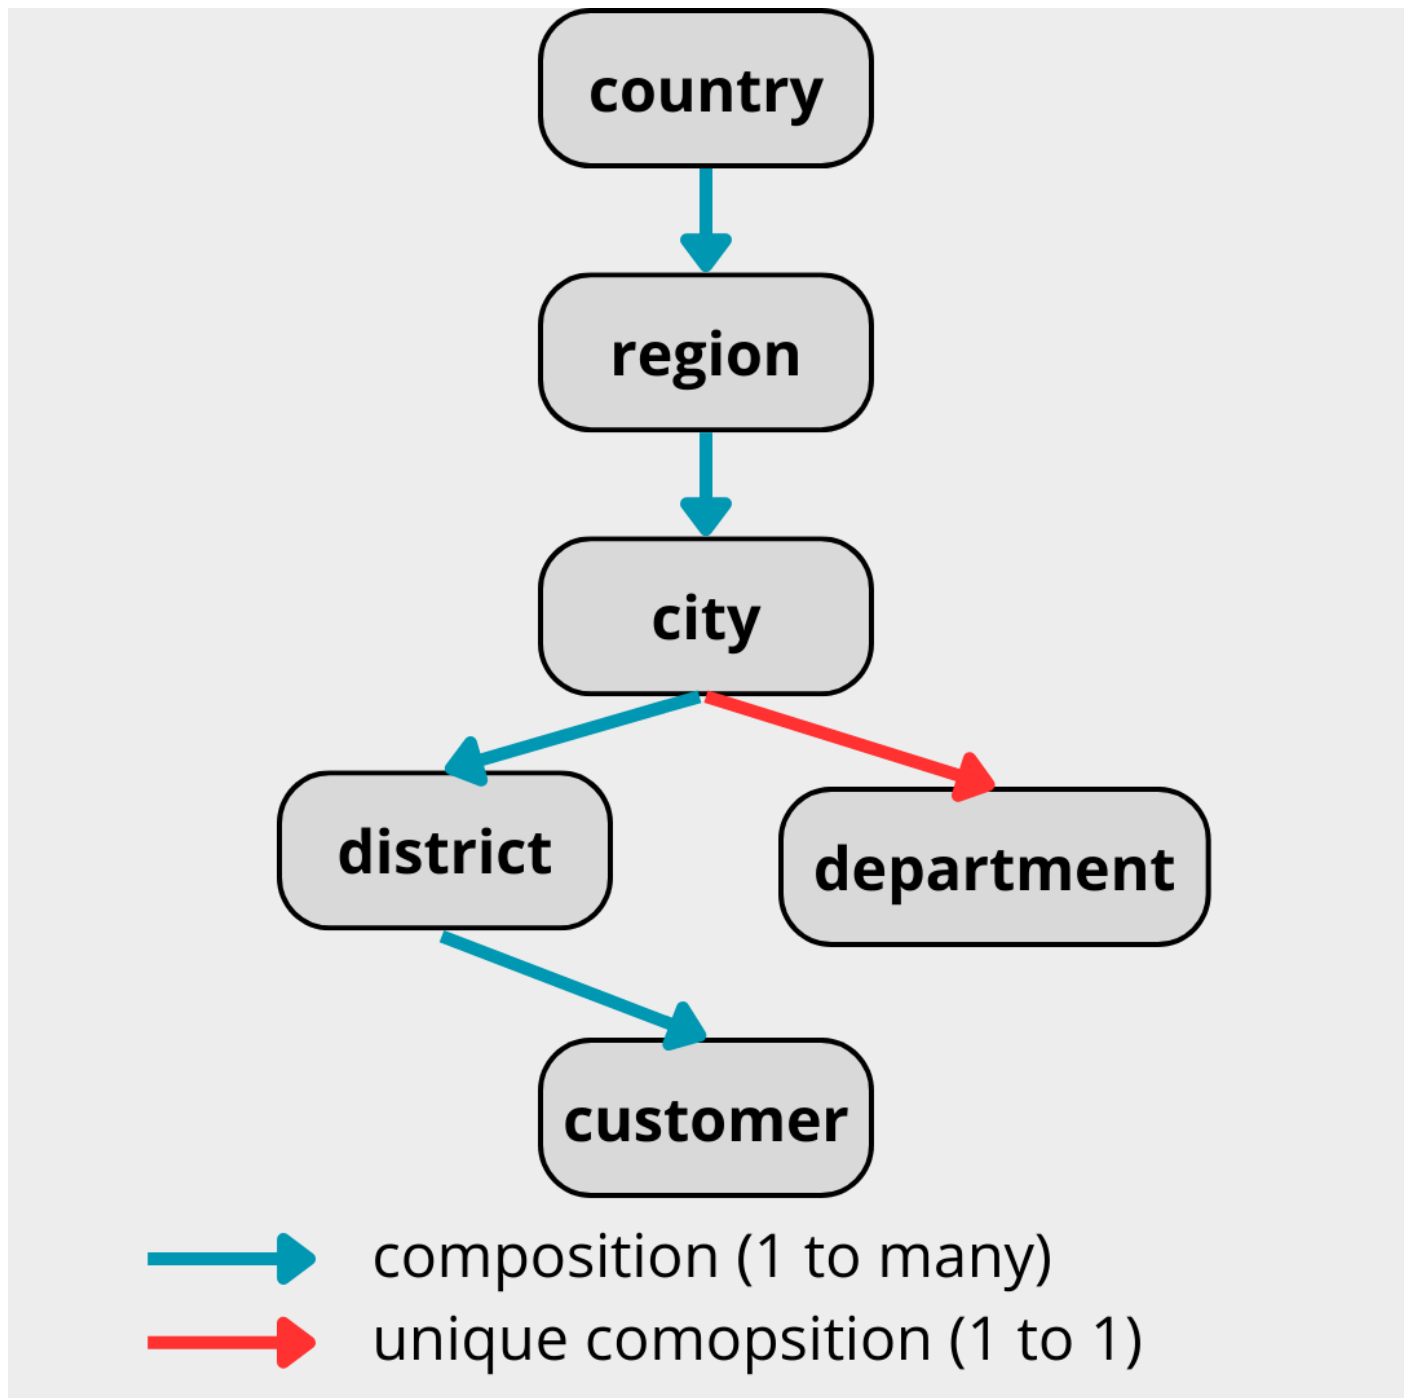 country
region
city
district
department
customer
composition (1 to many)
unique comopsition (1 to 1)